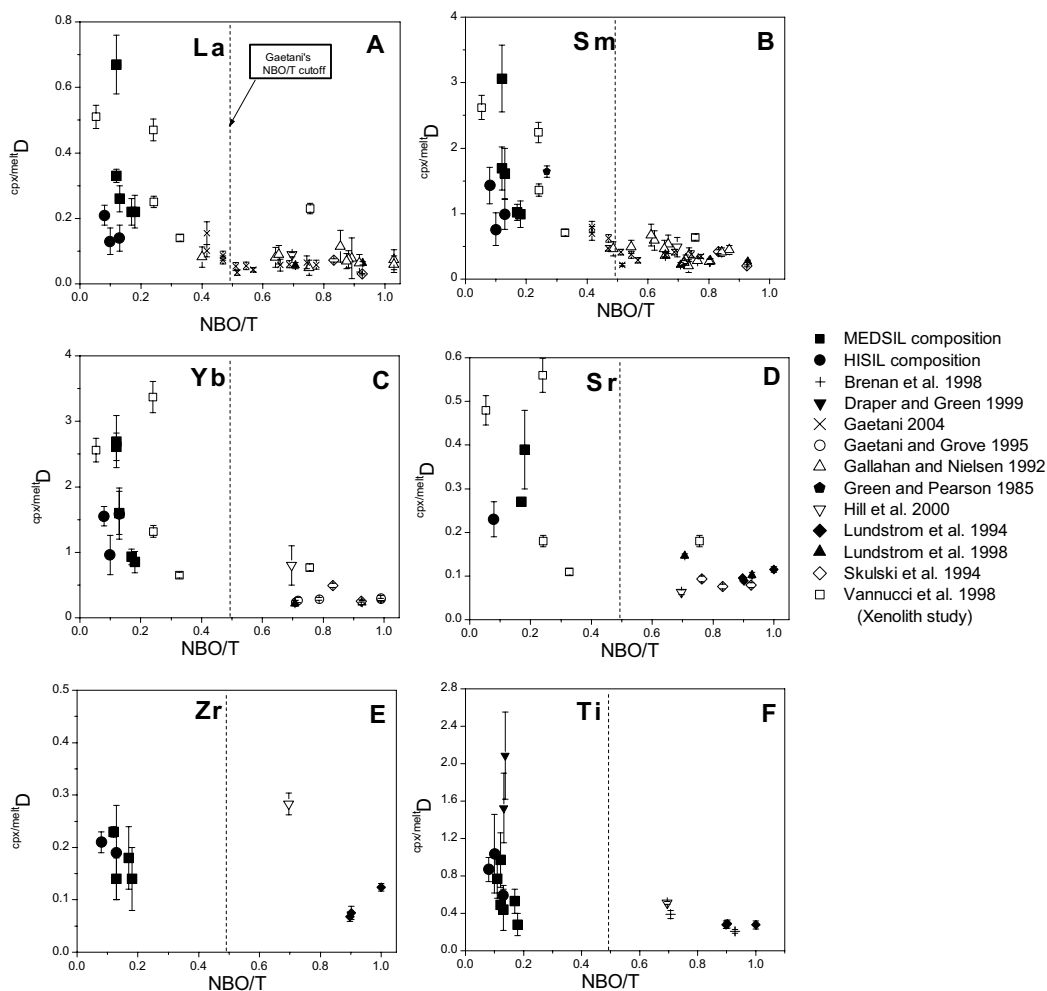 La
A
Gaetani's
NBO/T cutoff
cpx/meltD
0.8
0.6
0.4
0.2
0.0
0.0 0.2 0.4 0.6 0.8 1.0
NBO/T
Sm
B
cpx/meltD
4
3
2
1
0
0.0 0.2 0.4 0.6 0.8 1.0
NBO/T
Yb
C
cpx/meltD
4
3
2
1
0
0.0 0.2 0.4 0.6 0.8 1.0
NBO/T
Sr
D
cpx/meltD
0.6
0.5
0.4
0.3
0.2
0.1
0.0
0.0 0.2 0.4 0.6 0.8 1.0
NBO/T
MEDSIL composition
HISIL composition
Brenan et al. 1998
Draper and Green 1999
Gaetani 2004
Gaetani and Grove 1995
Gallahan and Nielsen 1992
Green and Pearson 1985
Hill et al. 2000
Lundstrom et al. 1994
Lundstrom et al. 1998
Skulski et al. 1994
Vannucci et al. 1998
(Xenolith study)
Zr
E
cpx/meltD
0.5
0.4
0.3
0.2
0.1
0.0
0.0 0.2 0.4 0.6 0.8 1.0
NBO/T
Ti
F
cpx/meltD
2.8
2.4
2.0
1.6
1.2
0.8
0.4
0.0
0.0 0.2 0.4 0.6 0.8 1.0
NBO/T